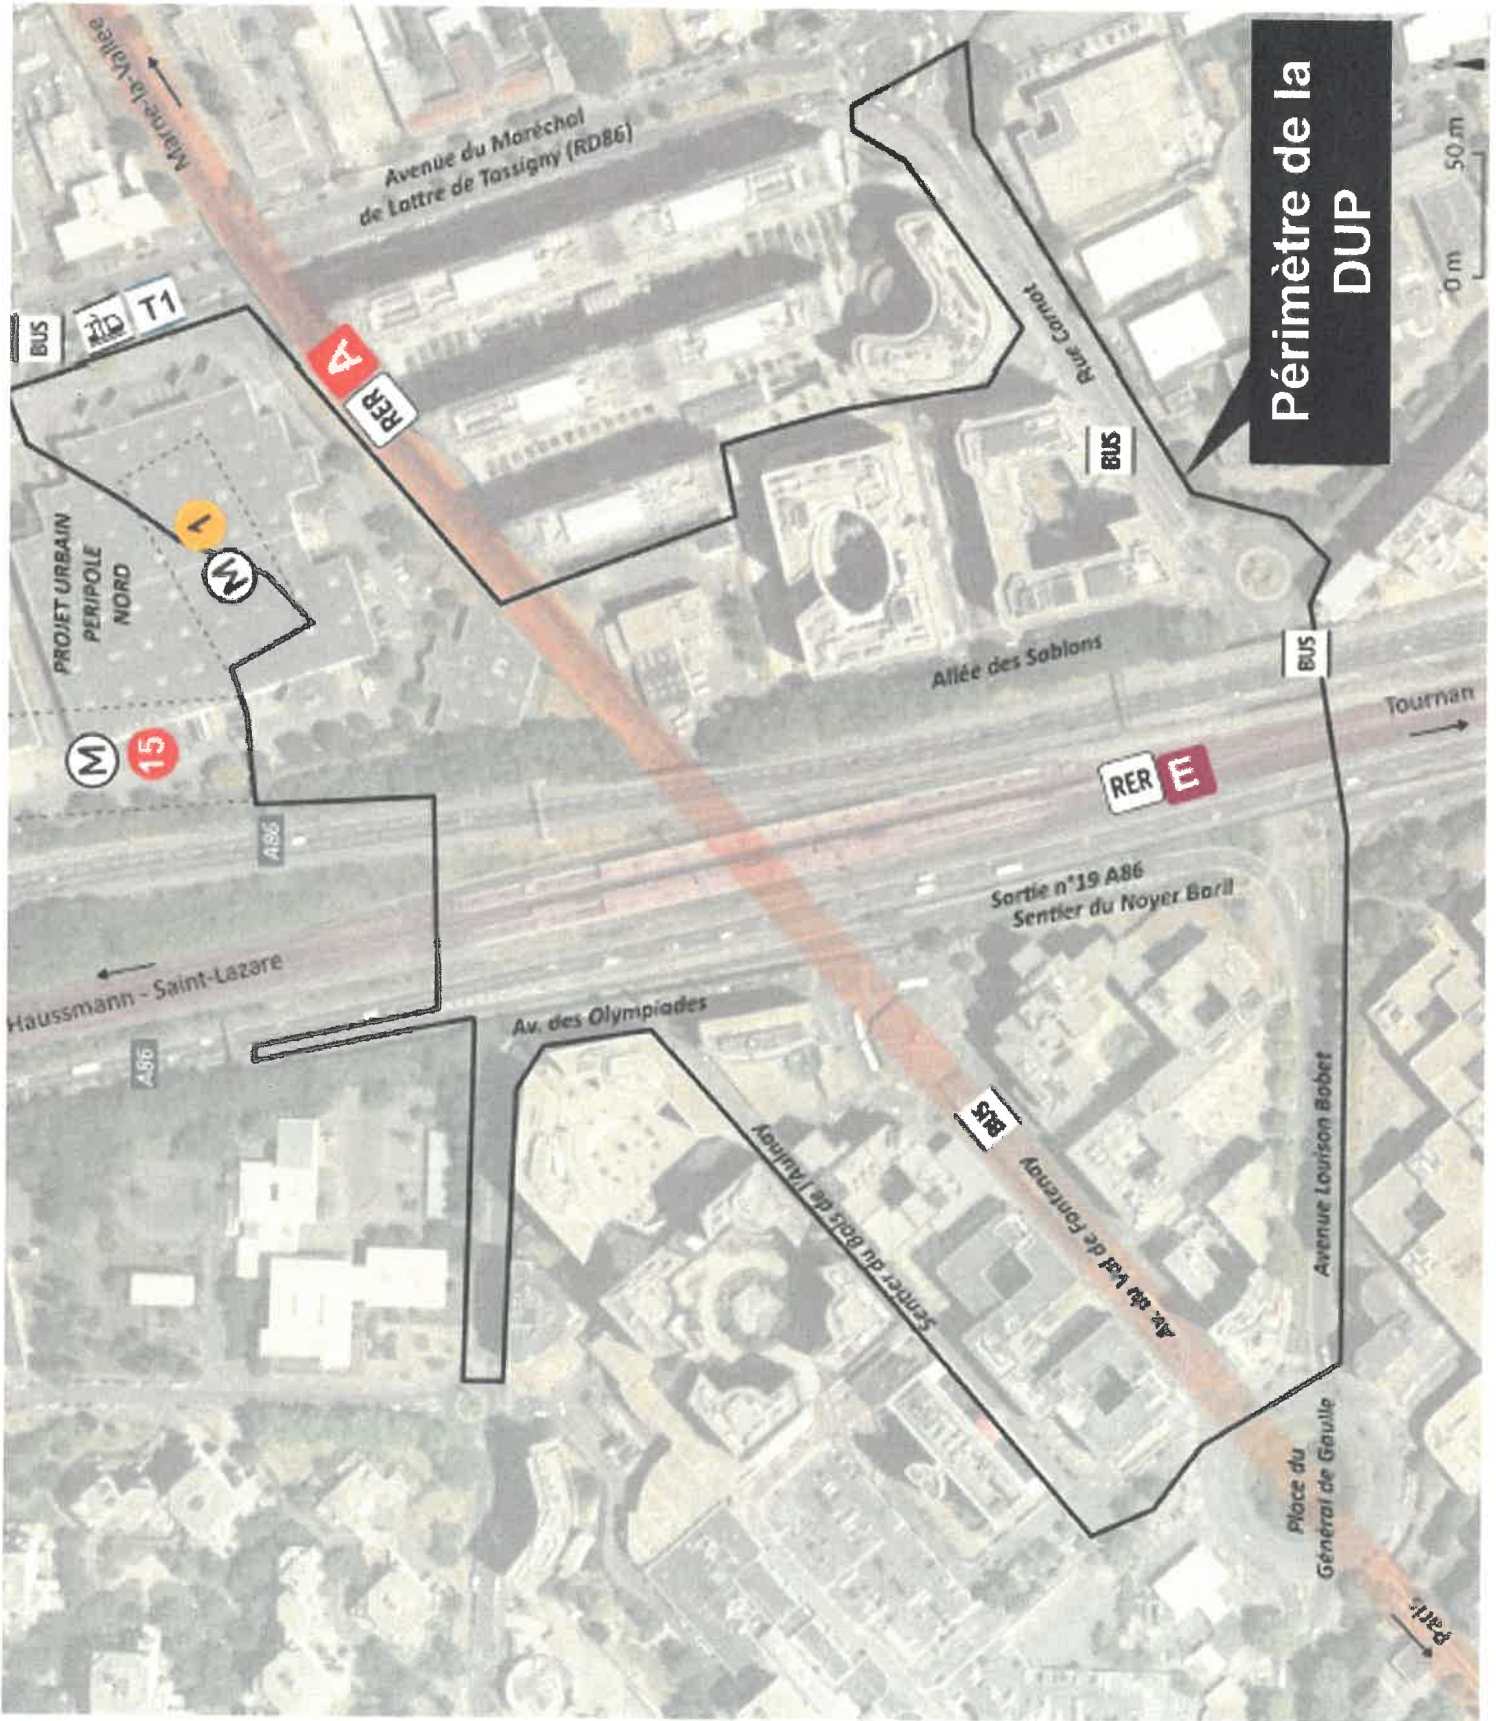 Marne-la-Vallée
Avenue du Maréchal
de Lattre de Tassigny (RD86)
BUS
T1
A
RER
PROJET URBAIN
PERIPOLE
NORD
1
M
M
15
A86
Haussmann - Saint-Lazare
A86
Av. des Olympiades
Rue Carnot
BUS
Périmètre de la
DUP
0 m
50 m
Allée des Sablons
BUS
Tournan
RER
E
Sortie n°19 A86
Sentier du Noyer Baril
BUS
Sentier du Bois de l'Aulnay
Av. du Val de Fontenay
Avenue Louison Bobet
Place du
Général de Gaulle
Paris